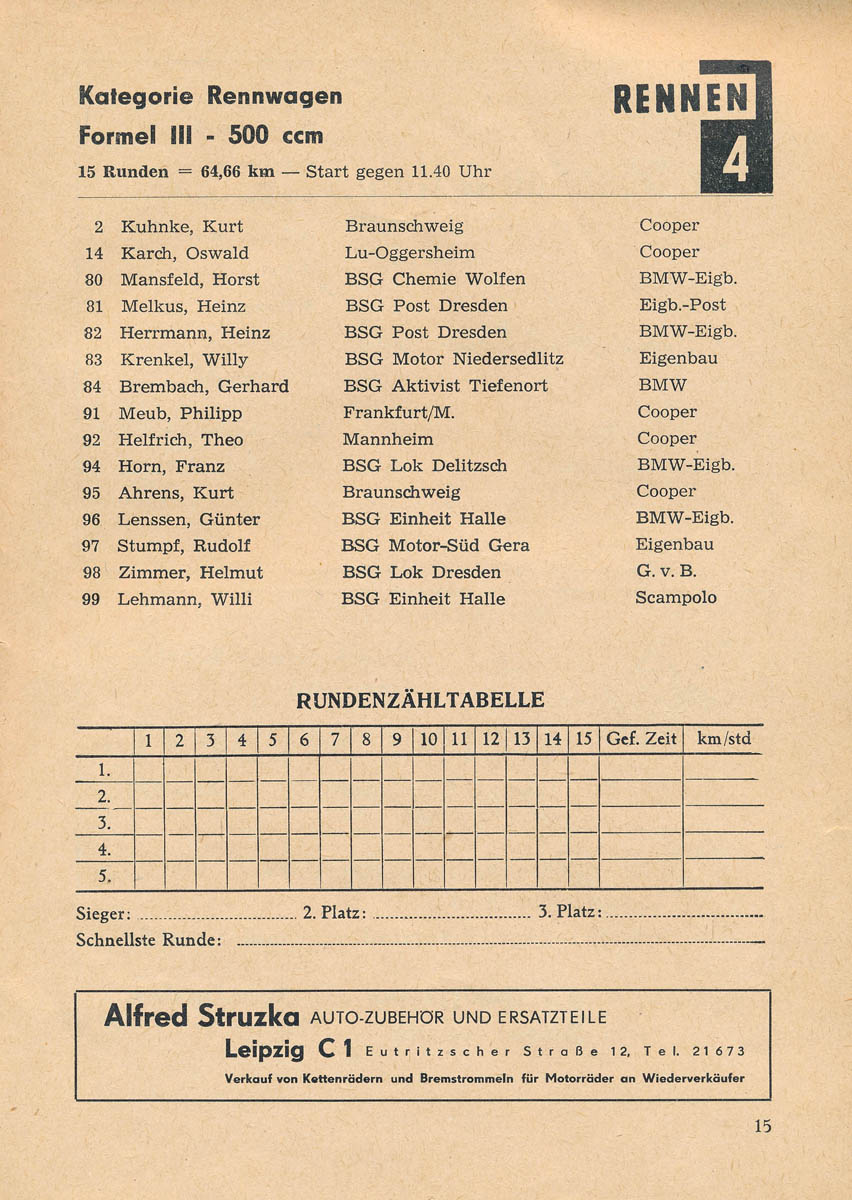 Kategorie Rennwagen
Formel III - 500 ccm
15 Runden = 64,66 km — Start gegen 11.40 Uhr
RENNEN
4
2 Kuhnke, Kurt Braunschweig Cooper
14 Karch, Oswald Lu-Oggersheim Cooper
80 Mansfeld, Horst BSG Chemie Wolfen BMW-Eigb.
81 Melkus, Heinz BSG Post Dresden Eigb.-Post
82 Herrmann, Heinz BSG Post Dresden BMW-Eigb.
83 Krenkel, Willy BSG Motor Niedersedlitz Eigenbau
84 Brembach, Gerhard BSG Aktivist Tiefenort BMW
91 Meub, Philipp Frankfurt/M. Cooper
92 Helfrich, Theo Mannheim Cooper
94 Horn, Franz BSG Lok Delitzsch BMW-Eigb.
95 Ahrens, Kurt Braunschweig Cooper
96 Lenssen, Günter BSG Einheit Halle BMW-Eigb.
97 Stumpf, Rudolf BSG Motor-Süd Gera Eigenbau
98 Zimmer, Helmut BSG Lok Dresden G. v. B.
99 Lehmann, Willi BSG Einheit Halle Scampolo
RUNDENZÄHLTABELLE
1 2 3 4 5 6 7 8 9 10 11 12 13 14 15 Gef. Zeit km/std
1.
2.
3.
4.
5.
Sieger: 2. Platz: 3. Platz:
Schnellste Runde:
Alfred Struzka AUTO-ZUBEHÖR UND ERSATZTEILE
Leipzig C 1 Eutritzscher Straße 12, Tel. 21673
Verkauf von Kettenrädern und Bremstrommeln für Motorräder an Wiederverkäufer
15